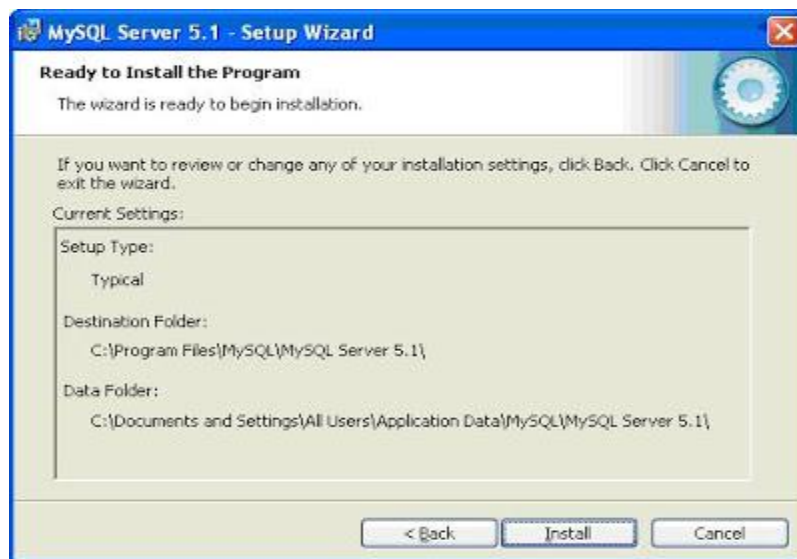 MySQL Server 5.1 - Setup Wizard
Ready to Install the Program
The wizard is ready to begin installation.
If you want to review or change any of your installation settings, click Back. Click Cancel to
exit the wizard.
Current Settings:
Setup Type:
Typical
Destination Folder:
C:\Program Files\MySQL\MySQL Server 5.1\
Data Folder:
C:\Documents and Settings\All Users\Application Data\MySQL\MySQL Server 5.1\
< Back Install Cancel